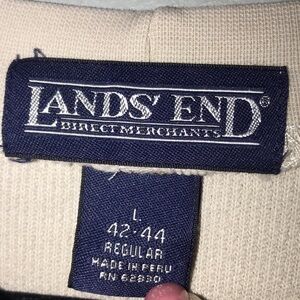 LANDS' END®
DIRECT MERCHANTS
L
42-44
REGULAR
MADE IN PERU
RN 62830